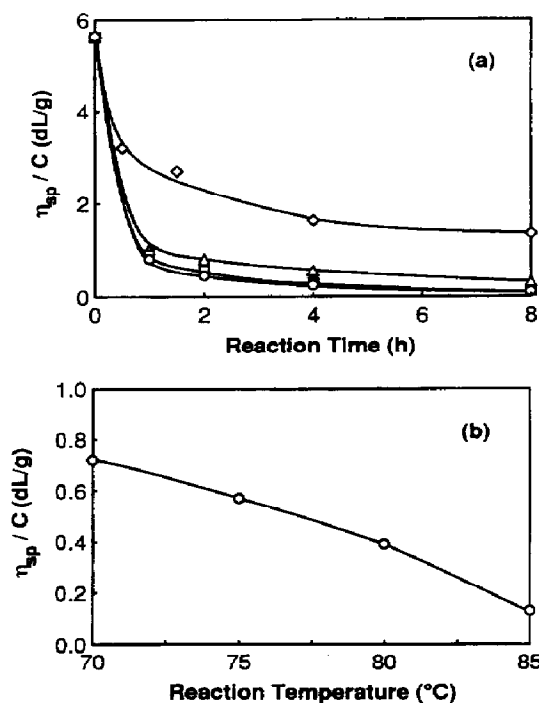 6
(a)
4
η_sp / C (dL/g)
2
0
0 2 4 6 8
Reaction Time (h)
1.0
(b)
0.8
η_sp / C (dL/g)
0.6
0.4
0.2
0.0
70 75 80 85
Reaction Temperature (°C)